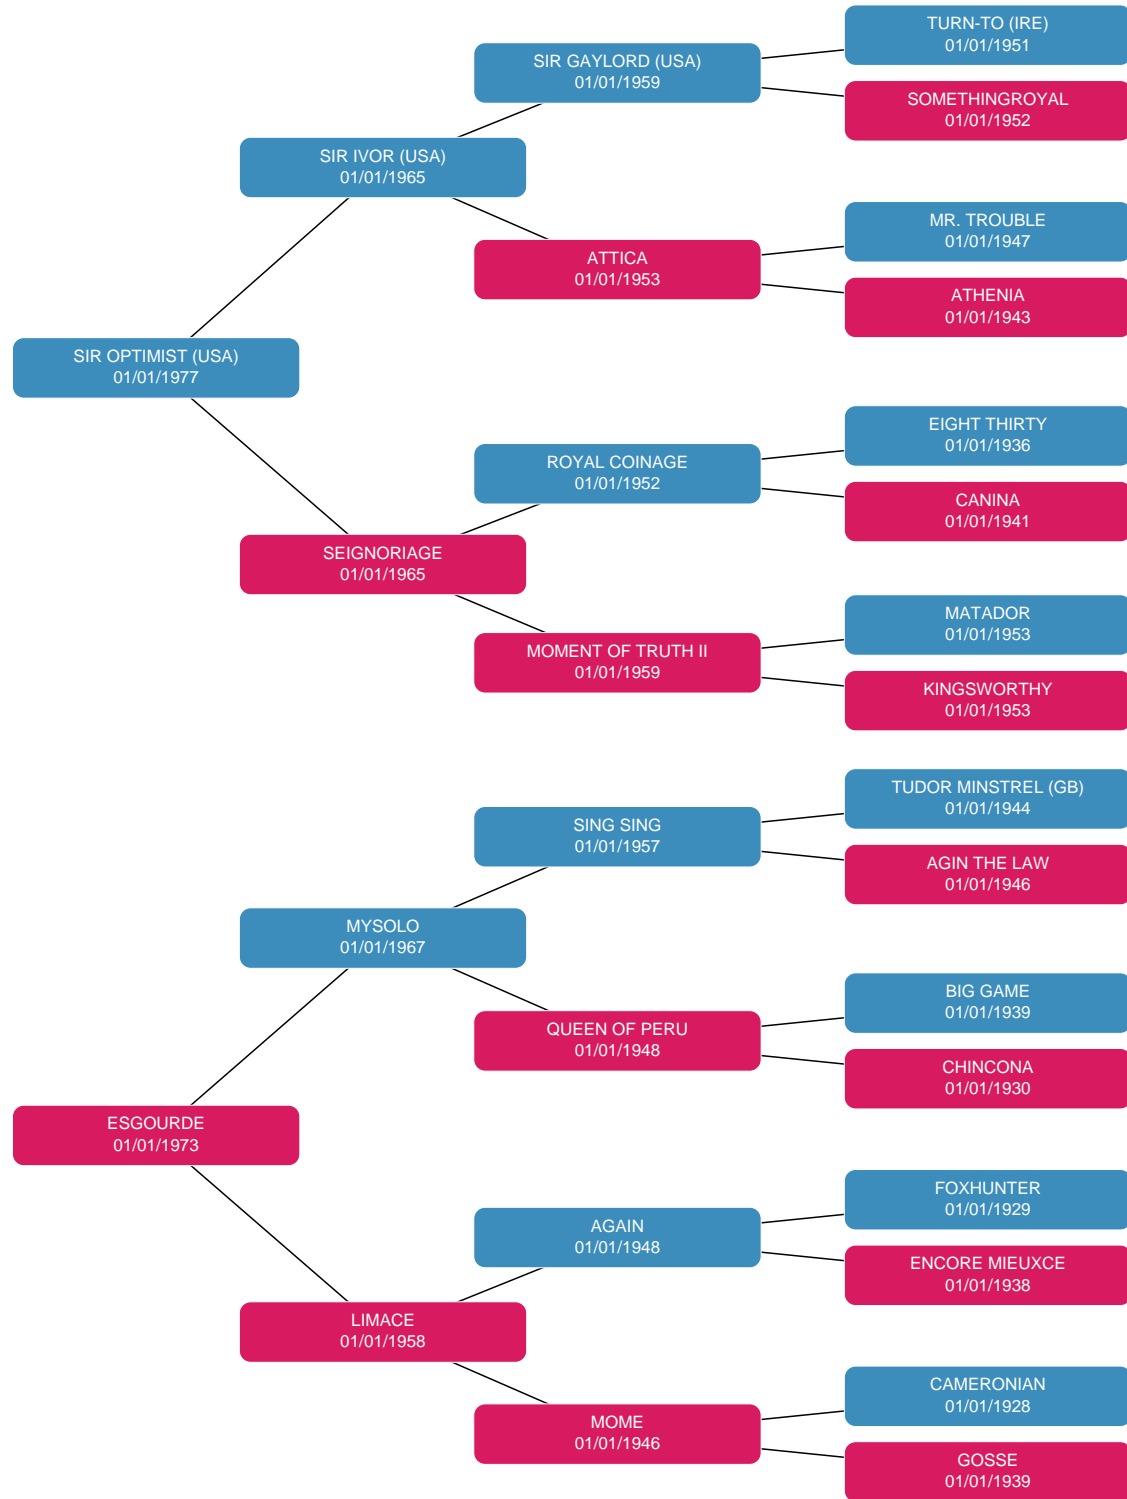 TURN-TO (IRE)
01/01/1951
SIR GAYLORD (USA)
01/01/1959
SOMETHINGROYAL
01/01/1952
SIR IVOR (USA)
01/01/1965
MR. TROUBLE
01/01/1947
ATTICA
01/01/1953
ATHENIA
01/01/1943
SIR OPTIMIST (USA)
01/01/1977
EIGHT THIRTY
01/01/1936
ROYAL COINAGE
01/01/1952
CANINA
01/01/1941
SEIGNORIAGE
01/01/1965
MATADOR
01/01/1953
MOMENT OF TRUTH II
01/01/1959
KINGSWORTHY
01/01/1953
TUDOR MINSTREL (GB)
01/01/1944
SING SING
01/01/1957
AGIN THE LAW
01/01/1946
MYSOLO
01/01/1967
BIG GAME
01/01/1939
QUEEN OF PERU
01/01/1948
CHINCONA
01/01/1930
ESGOURDE
01/01/1973
FOXHUNTER
01/01/1929
AGAIN
01/01/1948
ENCORE MIEUXCE
01/01/1938
LIMACE
01/01/1958
CAMERONIAN
01/01/1928
MOME
01/01/1946
GOSSE
01/01/1939